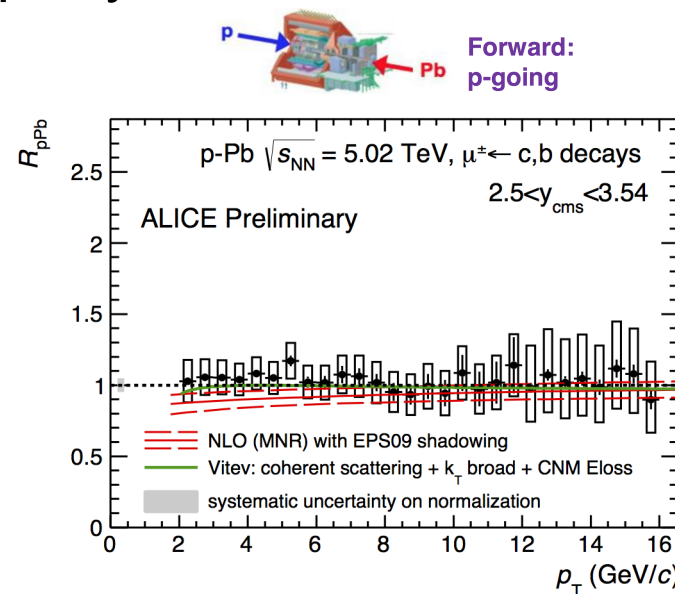 p
Pb
Forward:
p-going
R_pPb
p-Pb √s_NN = 5.02 TeV, μ^± ← c,b decays
2.5<y_cms<3.54
ALICE Preliminary
2.5
2
1.5
1
0.5
0
NLO (MNR) with EPS09 shadowing
Vitev: coherent scattering + k_T broad + CNM Eloss
systematic uncertainty on normalization
0 2 4 6 8 10 12 14 16
p_T (GeV/c)